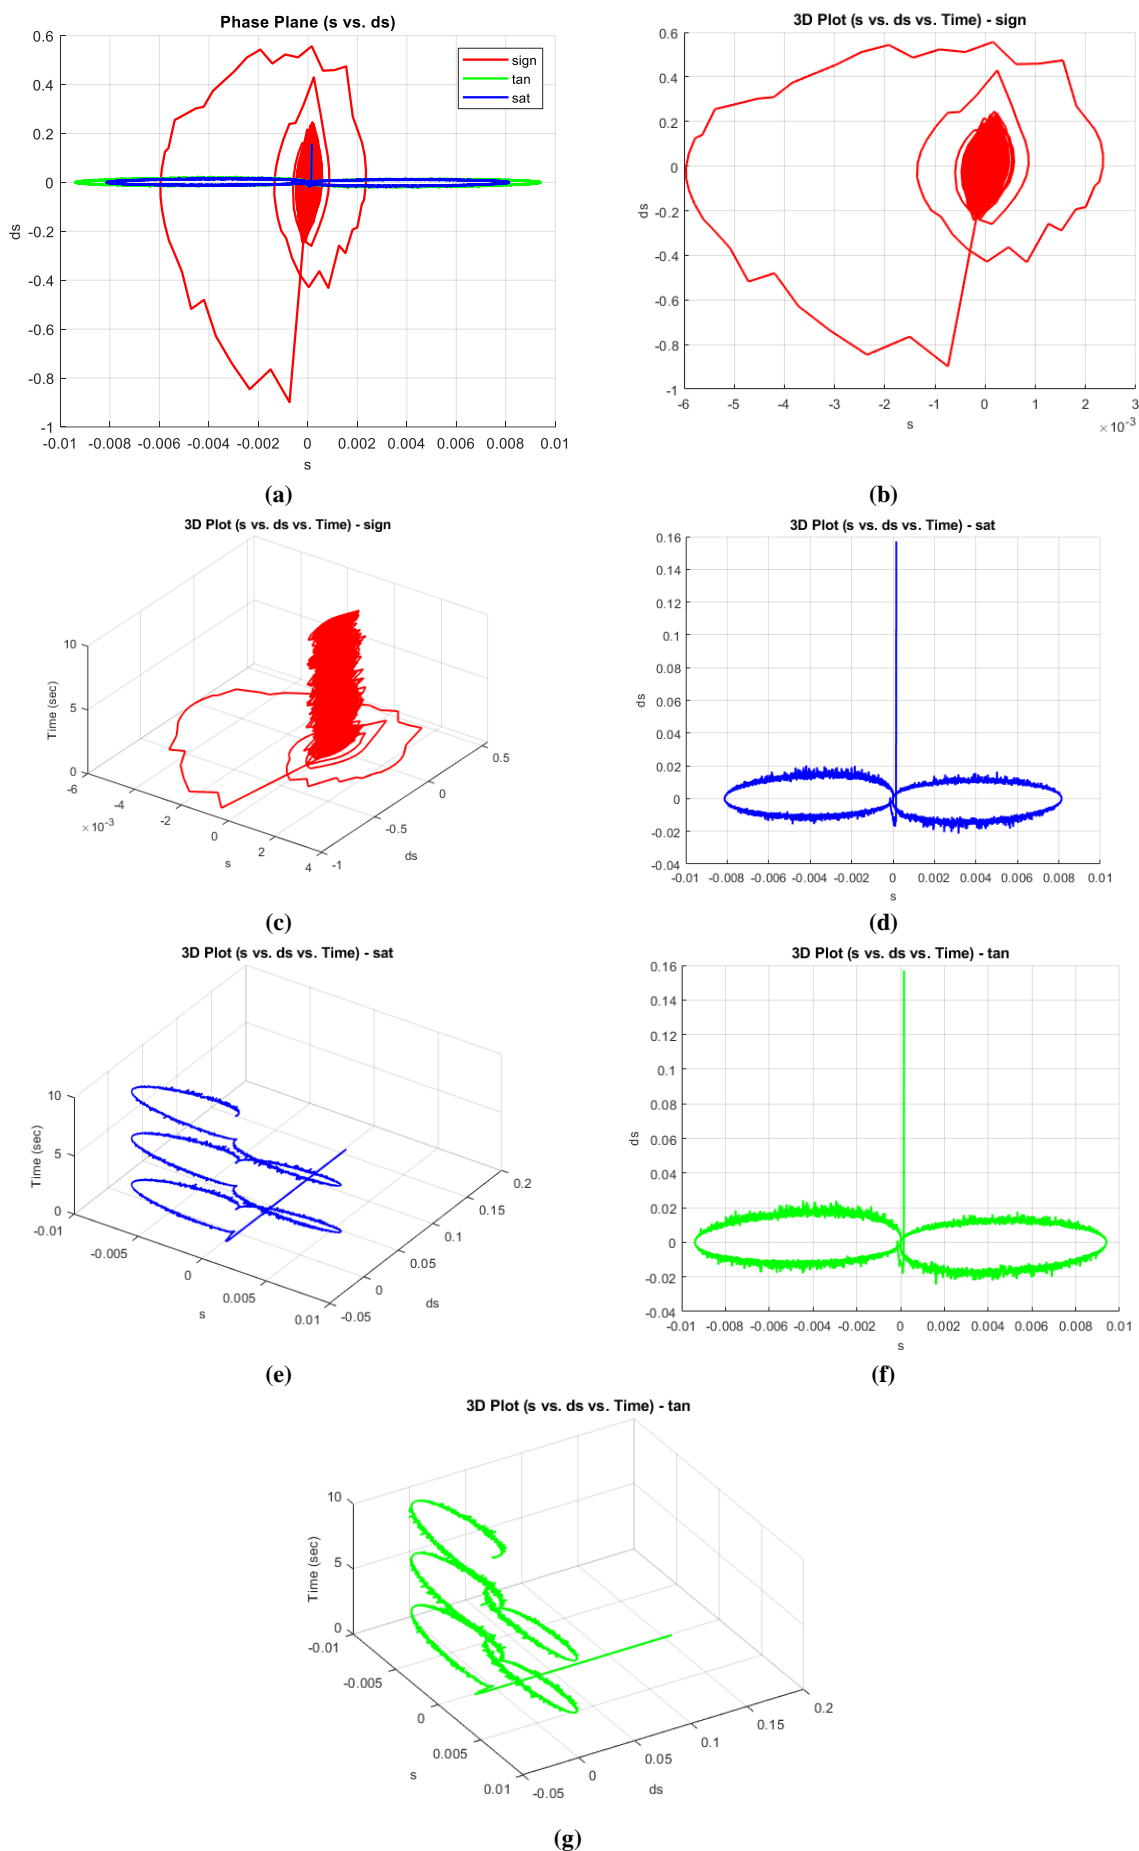 Phase Plane (s vs. ds)
0.6
0.4
0.2
0
-0.2
-0.4
-0.6
-0.8
-1
ds
-0.01 -0.008 -0.006 -0.004 -0.002 0 0.002 0.004 0.006 0.008 0.01
s
sign
tan
sat
(a)
3D Plot (s vs. ds vs. Time) - sign
0.6
0.4
0.2
0
-0.2
-0.4
-0.6
-0.8
-1
ds
-6 -5 -4 -3 -2 -1 0 1 2 3
×10-3
s
(b)
3D Plot (s vs. ds vs. Time) - sign
10
5
0
Time (sec)
-6
-4
-2
0
2
4
×10-3
s
-1
-0.5
0
0.5
ds
(c)
3D Plot (s vs. ds vs. Time) - sat
0.16
0.14
0.12
0.1
0.08
0.06
0.04
0.02
0
-0.02
-0.04
ds
-0.01 -0.008 -0.006 -0.004 -0.002 0 0.002 0.004 0.006 0.008 0.01
s
(d)
3D Plot (s vs. ds vs. Time) - sat
10
5
0
Time (sec)
-0.01
-0.005
0
0.005
0.01
s
-0.05
0
0.05
0.1
0.15
0.2
ds
(e)
3D Plot (s vs. ds vs. Time) - tan
0.16
0.14
0.12
0.1
0.08
0.06
0.04
0.02
0
-0.02
-0.04
ds
-0.01 -0.008 -0.006 -0.004 -0.002 0 0.002 0.004 0.006 0.008 0.01
s
(f)
3D Plot (s vs. ds vs. Time) - tan
10
5
0
Time (sec)
-0.01
-0.005
0
0.005
0.01
s
-0.05
0
0.05
0.1
0.15
0.2
ds
(g)